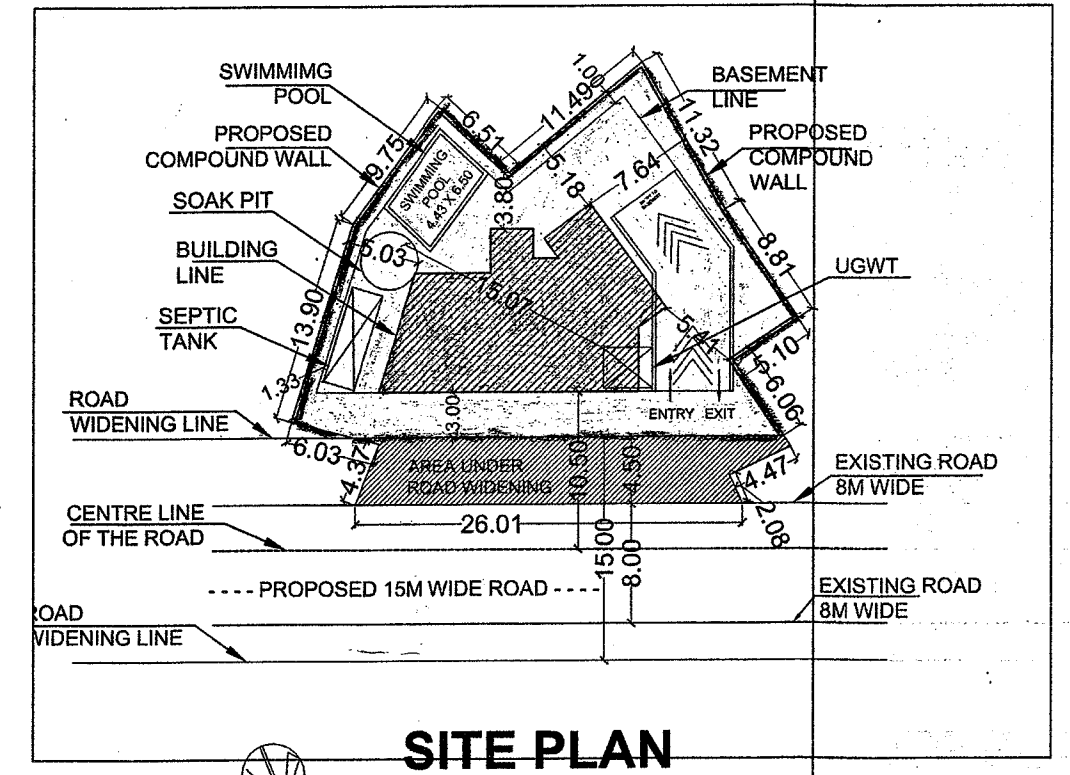 SWIMMIMG
POOL
PROPOSED
COMPOUND WALL
SOAK PIT
BUILDING
LINE
SEPTIC
TANK
ROAD
WIDENING LINE
CENTRE LINE
OF THE ROAD
ROAD
WIDENING LINE
BASEMENT
LINE
PROPOSED
COMPOUND
WALL
UGWT
EXISTING ROAD
8M WIDE
EXISTING ROAD
8M WIDE
9.75
6.51
11.49
1.00
11.32
8.81
5.10
6.06
4.47
2.08
26.01
4.37
6.03
1.33
13.90
5.03
SWIMMING
POOL
4.43 X 6.50
3.80
5.18
7.64
15.07
5.41
3.00
ENTRY EXIT
AREA UNDER
ROAD WIDENING
10.50
4.50
15.00
8.00
PROPOSED 15M WIDE ROAD
SITE PLAN